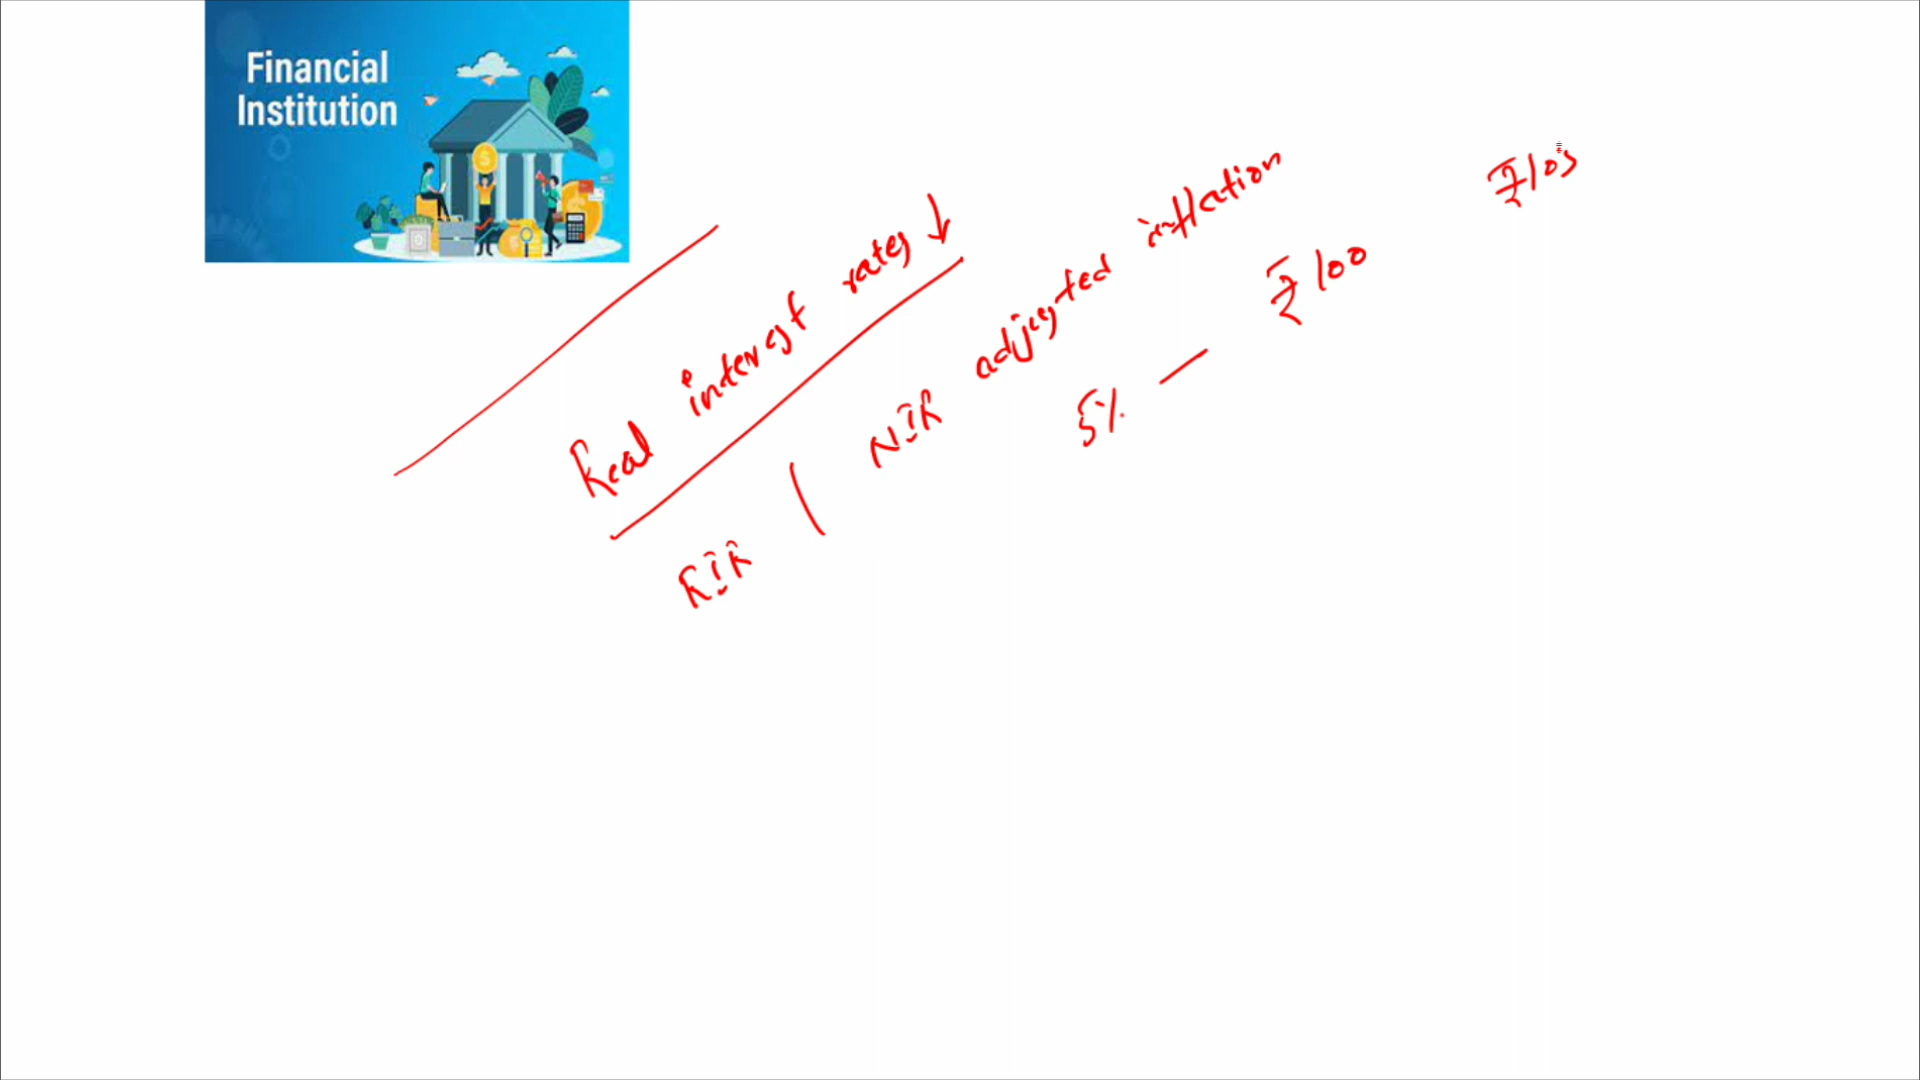 Financial
Institution
Real interest rates ↓
RIR | NIR adjusted inflation
5% — ₹100
₹105